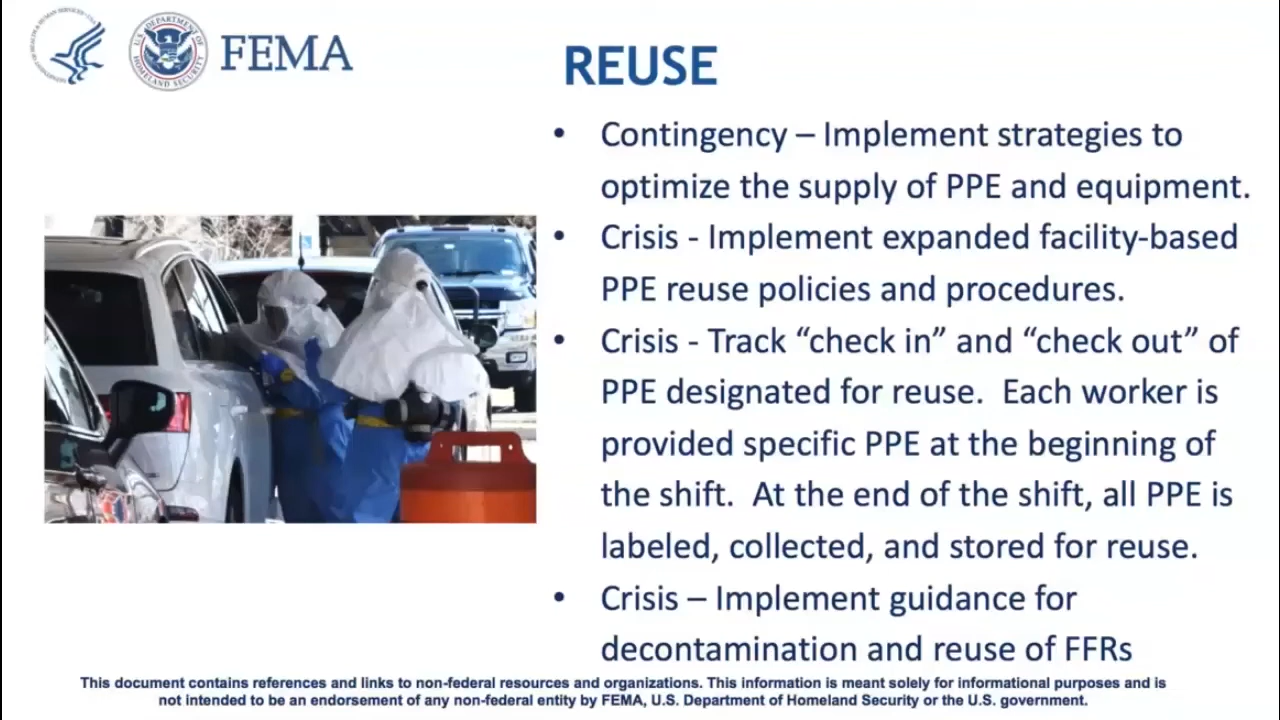 FEMA
REUSE
• Contingency – Implement strategies to
optimize the supply of PPE and equipment.
• Crisis - Implement expanded facility-based
PPE reuse policies and procedures.
• Crisis - Track “check in” and “check out” of
PPE designated for reuse.  Each worker is
provided specific PPE at the beginning of
the shift.  At the end of the shift, all PPE is
labeled, collected, and stored for reuse.
• Crisis – Implement guidance for
decontamination and reuse of FFRs
This document contains references and links to non-federal resources and organizations. This information is meant solely for informational purposes and is
not intended to be an endorsement of any non-federal entity by FEMA, U.S. Department of Homeland Security or the U.S. government.